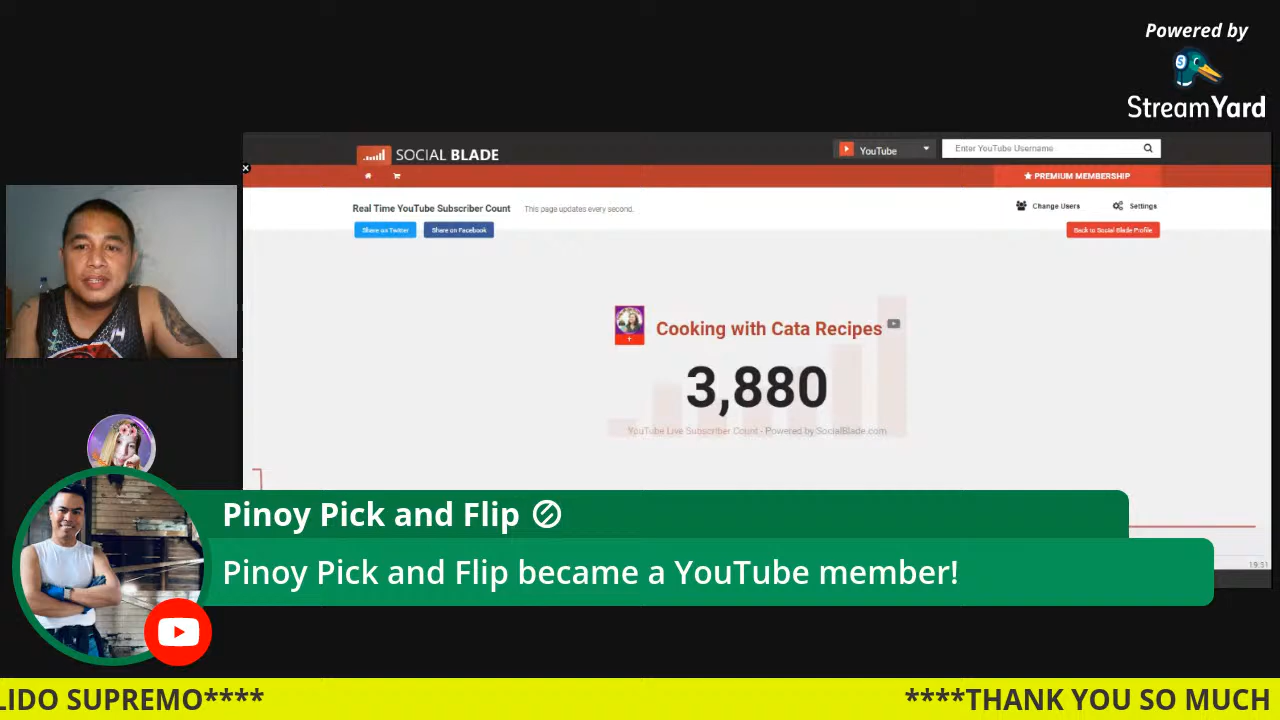 Powered by
StreamYard
SOCIAL BLADE
YouTube
Enter YouTube Username
PREMIUM MEMBERSHIP
Real Time YouTube Subscriber Count
This page updates every second.
Change Users
Settings
Share on Twitter
Share on Facebook
Back to Social Blade Profile
Cooking with Cata Recipes
3,880
YouTube Live Subscriber Count - Powered by SocialBlade.com
14
Pinoy Pick and Flip
Pinoy Pick and Flip became a YouTube member!
19:51
LIDO SUPREMO****
****THANK YOU SO MUCH